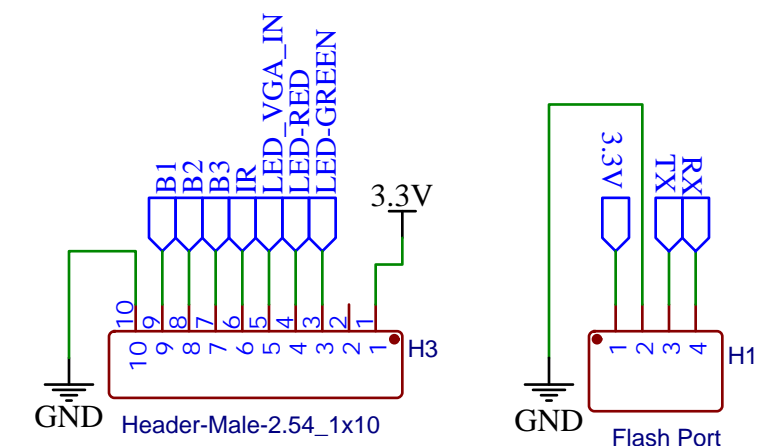 B1
B2
B3
IR
LED_VGA_IN
LED-RED
LED-GREEN
3.3V
10 9 8 7 6 5 4 3 2 1
10 9 8 7 6 5 4 3 2 1
H3
GND
Header-Male-2.54_1x10
3.3V
TX
RX
1 2 3 4
H1
GND
Flash Port